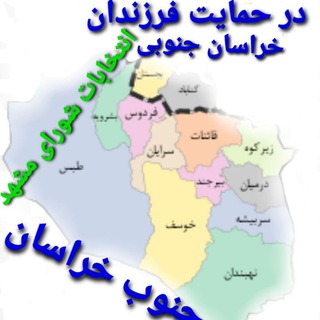 در حمایت فرزندان
خراسان جنوبی
انتخابات شورای مشهد
بجستان
گناباد
فردوس
بشرویه
قائنات
سرایان
زیرکوه
طبس
بیرجند
درمیان
خوسف
سربیشه
نهبندان
جنوب خراسان